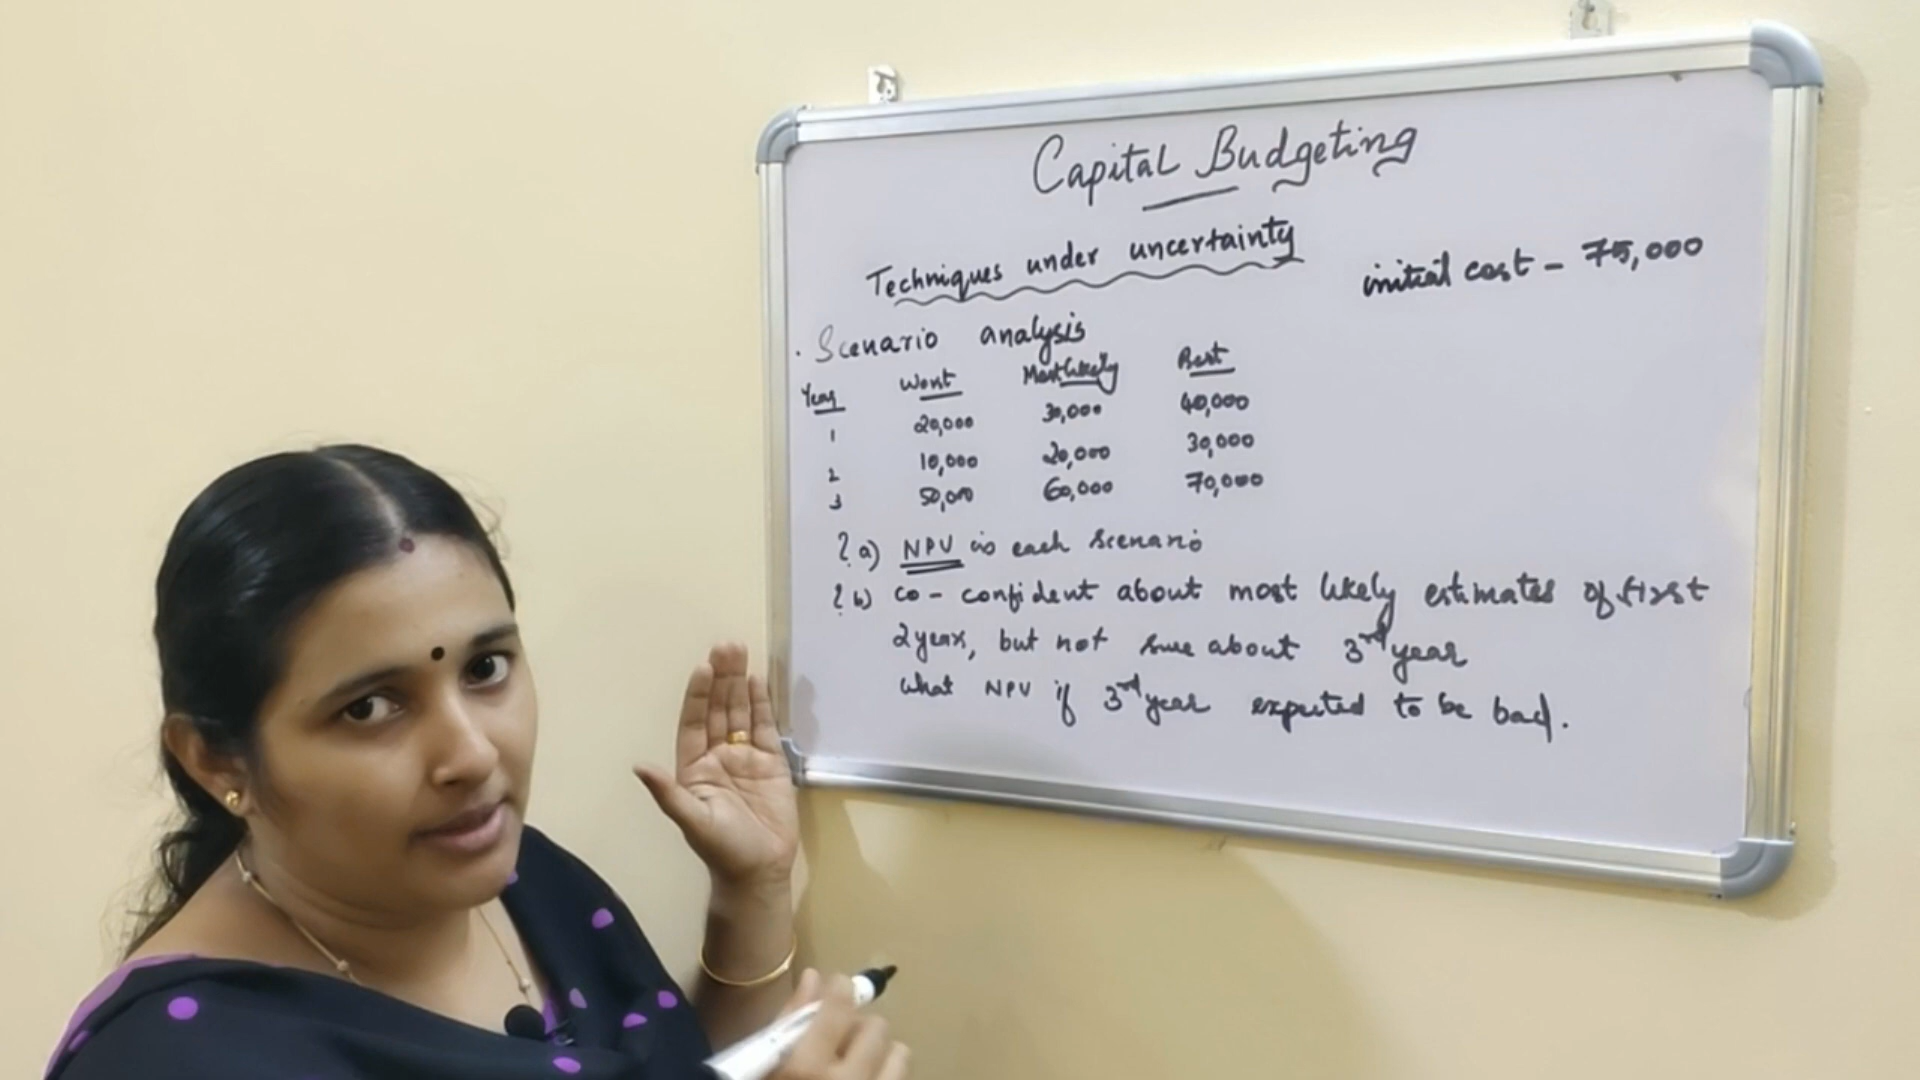 Capital Budgeting
Techniques under uncertainty
initial cost - 75,000
. Scenario analysis
Year Worst Most likely Best
1 20,000 30,000 40,000
2 10,000 20,000 30,000
3 50,000 60,000 70,000
? a) NPV in each scenario
? b) co - confident about most likely estimates of first
2 years, but not sure about 3rd year
what NPV if 3rd year expected to be bad.